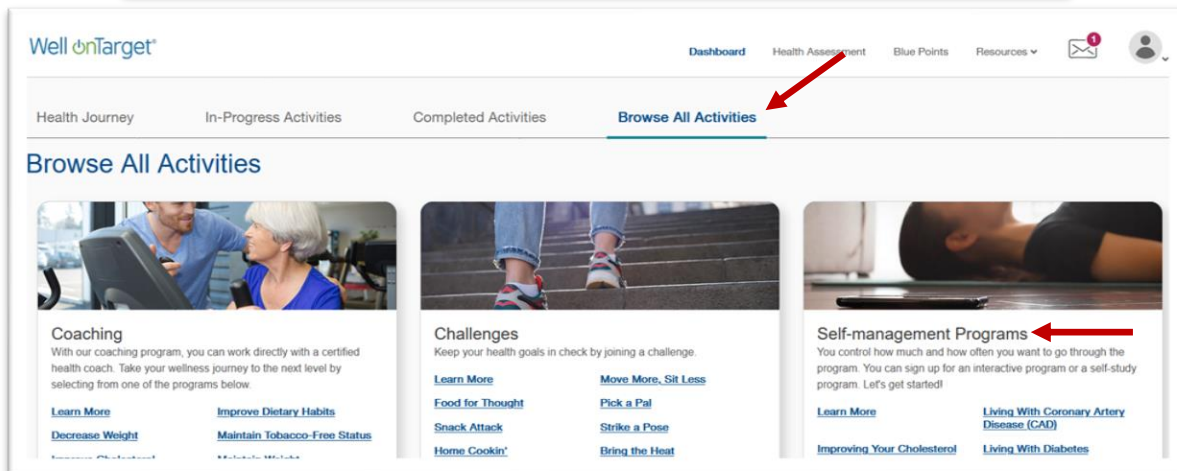 Well onTarget®
Dashboard Health Assessment Blue Points Resources 1
Health Journey In-Progress Activities Completed Activities Browse All Activities
Browse All Activities
Coaching
With our coaching program, you can work directly with a certified
health coach. Take your wellness journey to the next level by
selecting from one of the programs below.
Learn More Improve Dietary Habits
Decrease Weight Maintain Tobacco-Free Status
Improve Cholesterol Maintain Weight
Challenges
Keep your health goals in check by joining a challenge.
Learn More Move More, Sit Less
Food for Thought Pick a Pal
Snack Attack Strike a Pose
Home Cookin' Bring the Heat
Self-management Programs
You control how much and how often you want to go through the
program. You can sign up for an interactive program or a self-study
program. Let's get started!
Learn More Living With Coronary Artery
Disease (CAD)
Improving Your Cholesterol Living With Diabetes